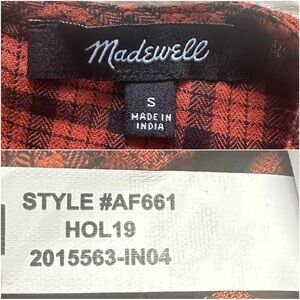 Madewell
S
MADE IN
INDIA
STYLE #AF661
HOL19
2015563-IN04